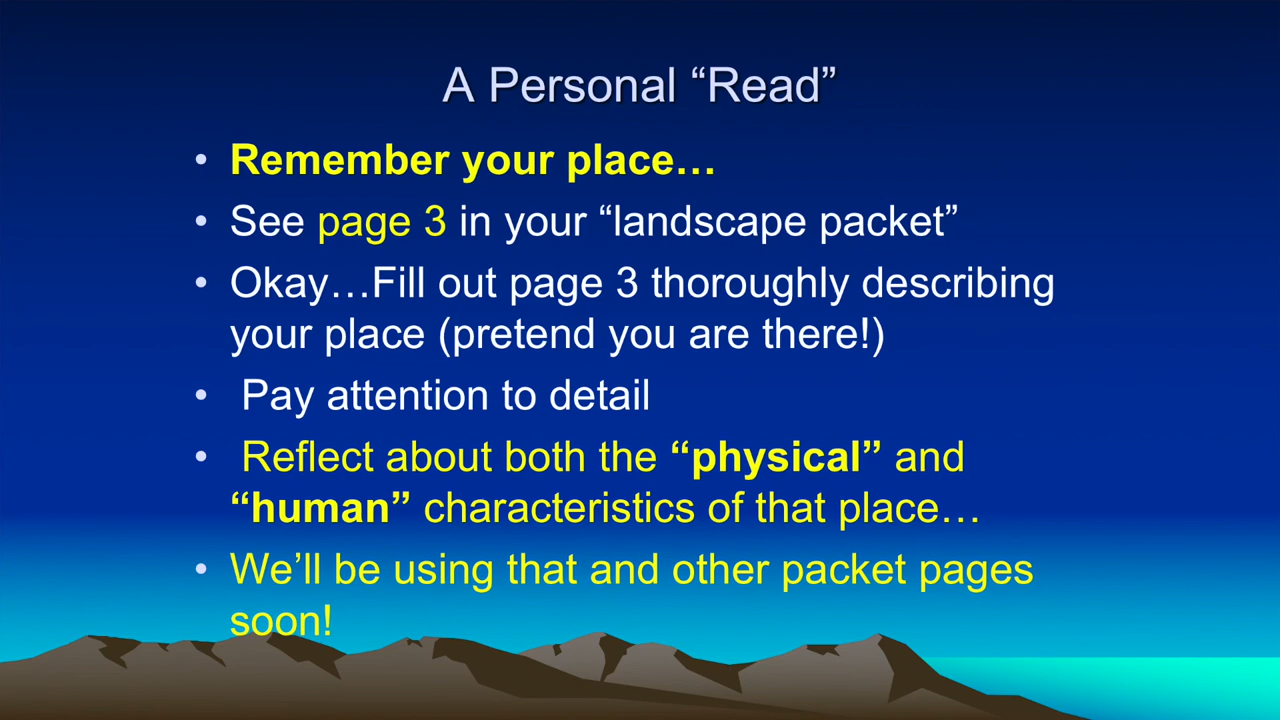 A Personal “Read”
• Remember your place…
• See page 3 in your “landscape packet”
• Okay…Fill out page 3 thoroughly describing
your place (pretend you are there!)
• Pay attention to detail
• Reflect about both the “physical” and
“human” characteristics of that place…
• We’ll be using that and other packet pages
soon!